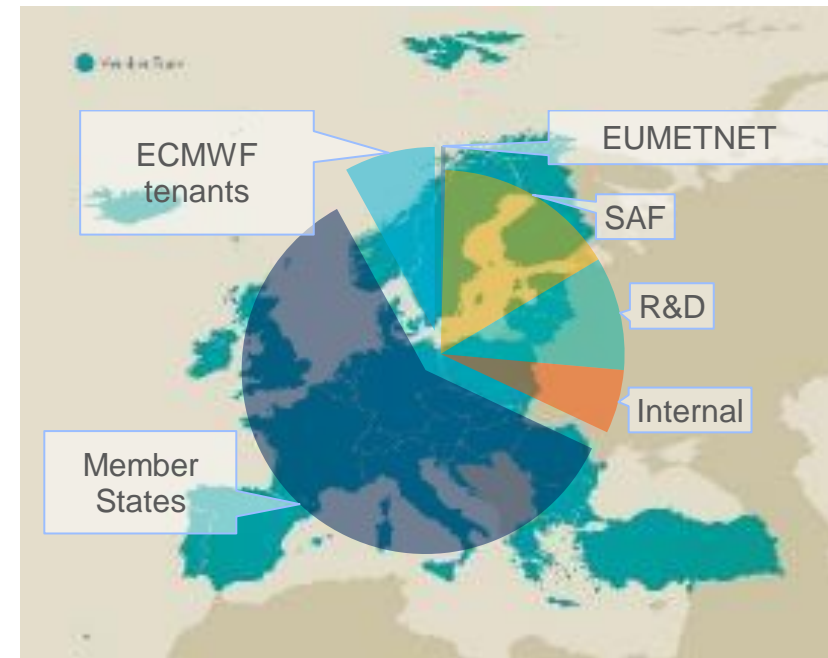 ECMWF
tenants
EUMETNET
SAF
R&D
Internal
Member
States